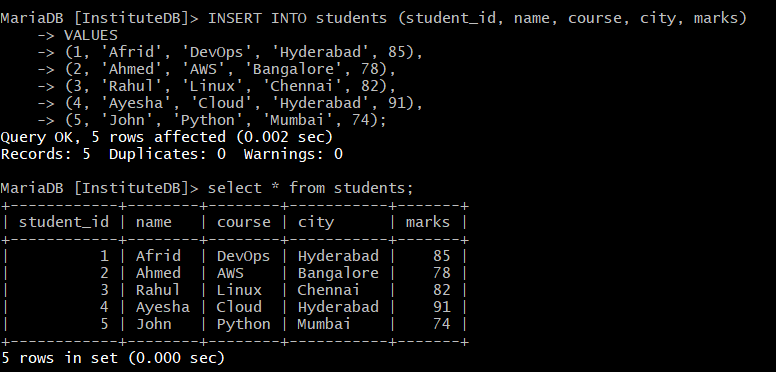 MariaDB [InstituteDB]> INSERT INTO students (student_id, name, course, city, marks)
    -> VALUES
    -> (1, 'Afrid', 'DevOps', 'Hyderabad', 85),
    -> (2, 'Ahmed', 'AWS', 'Bangalore', 78),
    -> (3, 'Rahul', 'Linux', 'Chennai', 82),
    -> (4, 'Ayesha', 'Cloud', 'Hyderabad', 91),
    -> (5, 'John', 'Python', 'Mumbai', 74);
Query OK, 5 rows affected (0.002 sec)
Records: 5  Duplicates: 0  Warnings: 0

MariaDB [InstituteDB]> select * from students;
+------------+--------+--------+-----------+-------+
| student_id | name   | course | city      | marks |
+------------+--------+--------+-----------+-------+
|          1 | Afrid  | DevOps | Hyderabad |    85 |
|          2 | Ahmed  | AWS    | Bangalore |    78 |
|          3 | Rahul  | Linux  | Chennai   |    82 |
|          4 | Ayesha | Cloud  | Hyderabad |    91 |
|          5 | John   | Python | Mumbai    |    74 |
+------------+--------+--------+-----------+-------+
5 rows in set (0.000 sec)